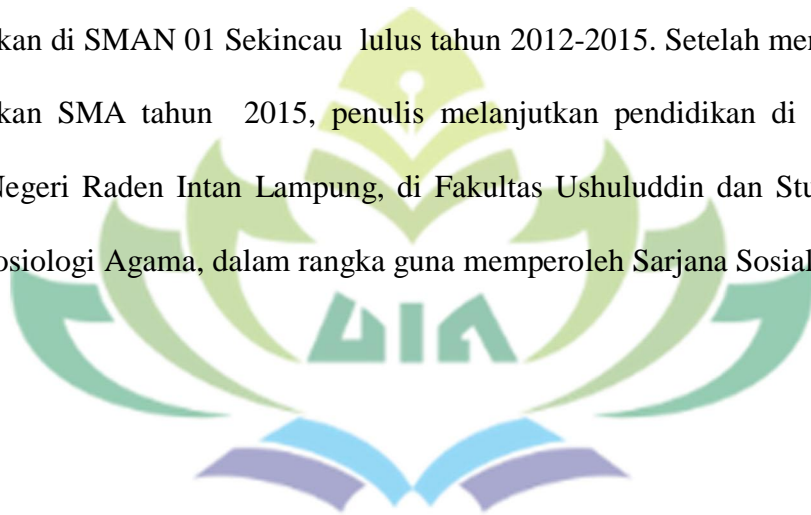 kan di SMAN 01 Sekincau lulus tahun 2012-2015. Setelah mer
kan SMA tahun 2015, penulis melanjutkan pendidikan di
Negeri Raden Intan Lampung, di Fakultas Ushuluddin dan Stu
osiologi Agama, dalam rangka guna memperoleh Sarjana Sosial
UIN